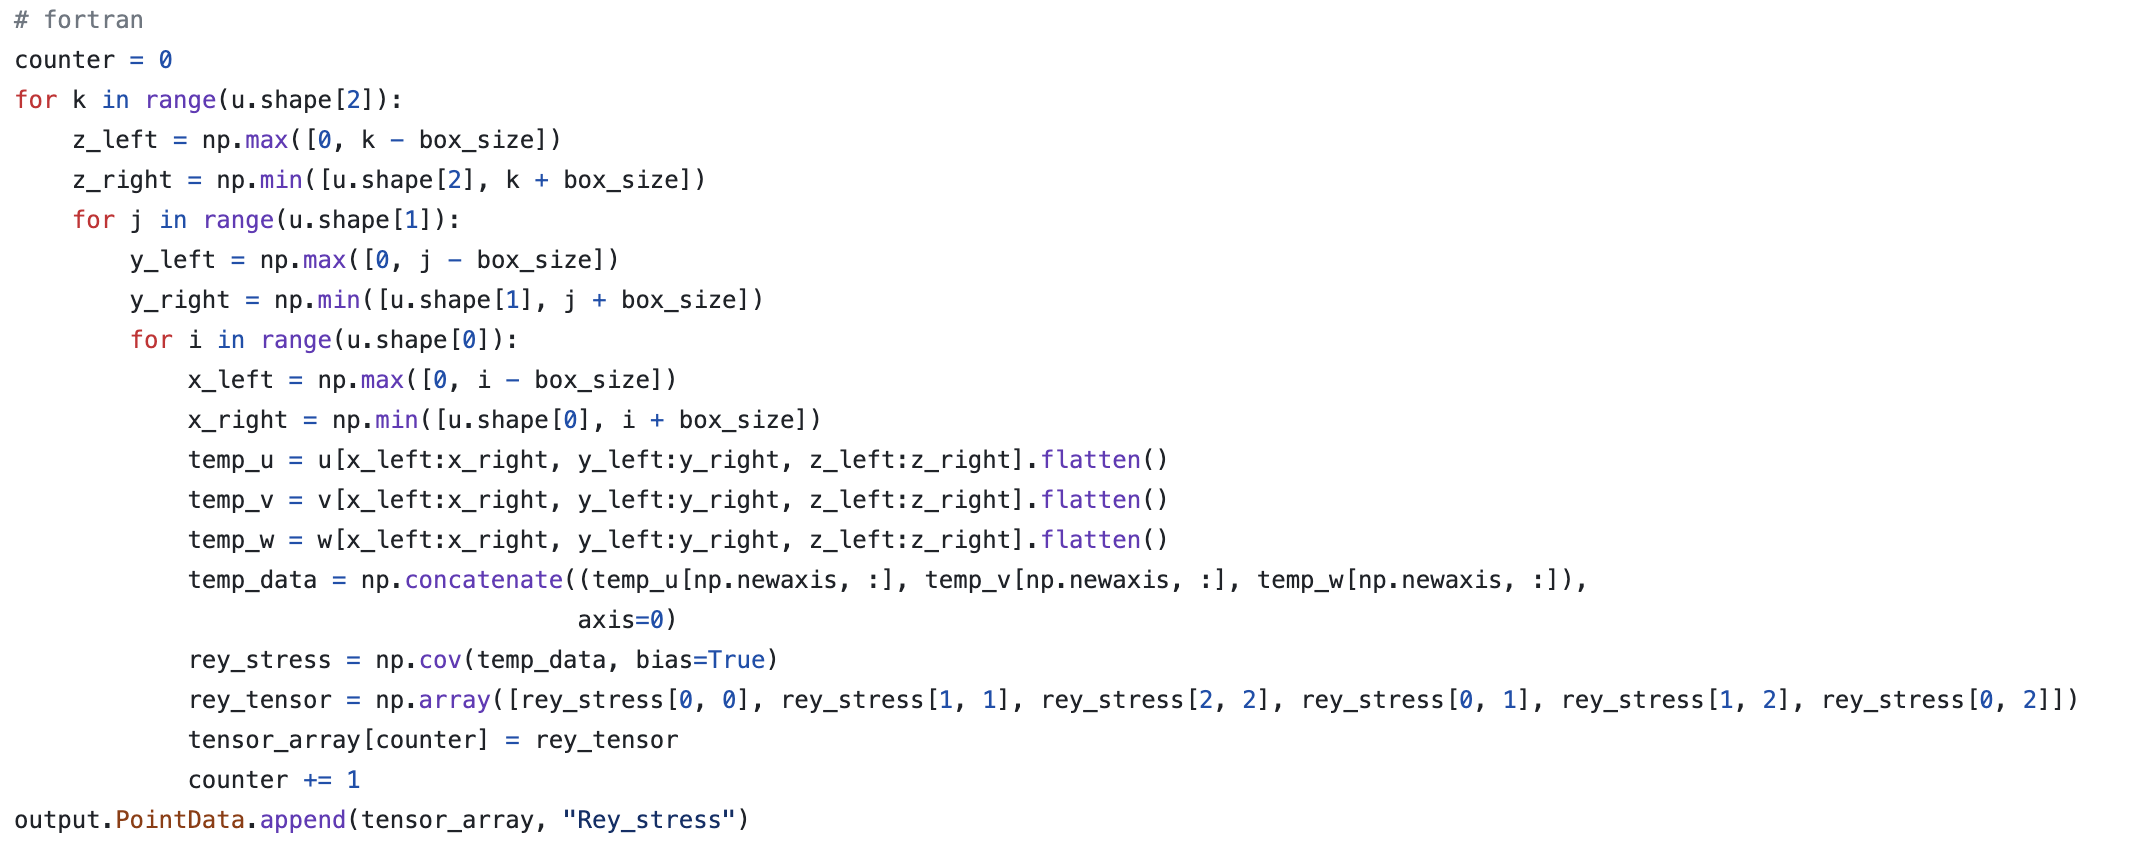 # fortran
counter = 0
for k in range(u.shape[2]):
    z_left = np.max([0, k - box_size])
    z_right = np.min([u.shape[2], k + box_size])
    for j in range(u.shape[1]):
        y_left = np.max([0, j - box_size])
        y_right = np.min([u.shape[1], j + box_size])
        for i in range(u.shape[0]):
            x_left = np.max([0, i - box_size])
            x_right = np.min([u.shape[0], i + box_size])
            temp_u = u[x_left:x_right, y_left:y_right, z_left:z_right].flatten()
            temp_v = v[x_left:x_right, y_left:y_right, z_left:z_right].flatten()
            temp_w = w[x_left:x_right, y_left:y_right, z_left:z_right].flatten()
            temp_data = np.concatenate((temp_u[np.newaxis, :], temp_v[np.newaxis, :], temp_w[np.newaxis, :]),
                                       axis=0)
            rey_stress = np.cov(temp_data, bias=True)
            rey_tensor = np.array([rey_stress[0, 0], rey_stress[1, 1], rey_stress[2, 2], rey_stress[0, 1], rey_stress[1, 2], rey_stress[0, 2]])
            tensor_array[counter] = rey_tensor
            counter += 1
output.PointData.append(tensor_array, "Rey_stress")